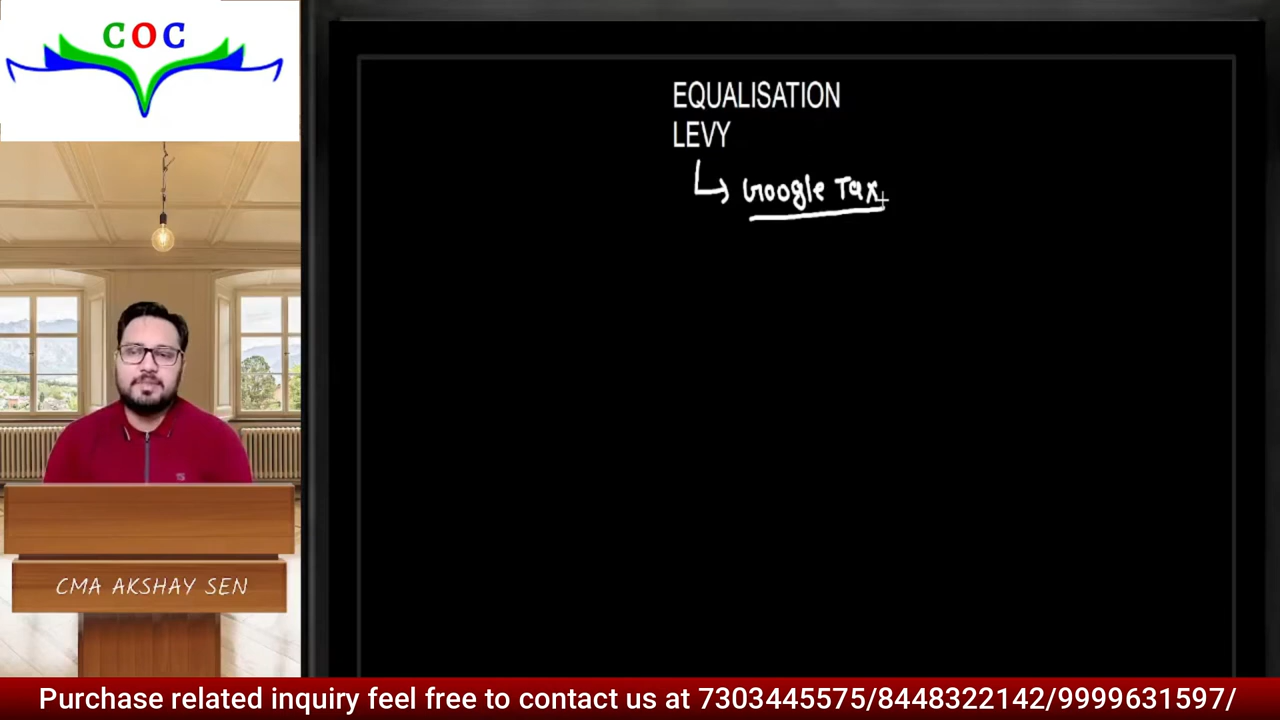 COC
EQUALISATION
LEVY
Google Tax
CMA AKSHAY SEN
Purchase related inquiry feel free to contact us at 7303445575/8448322142/9999631597/